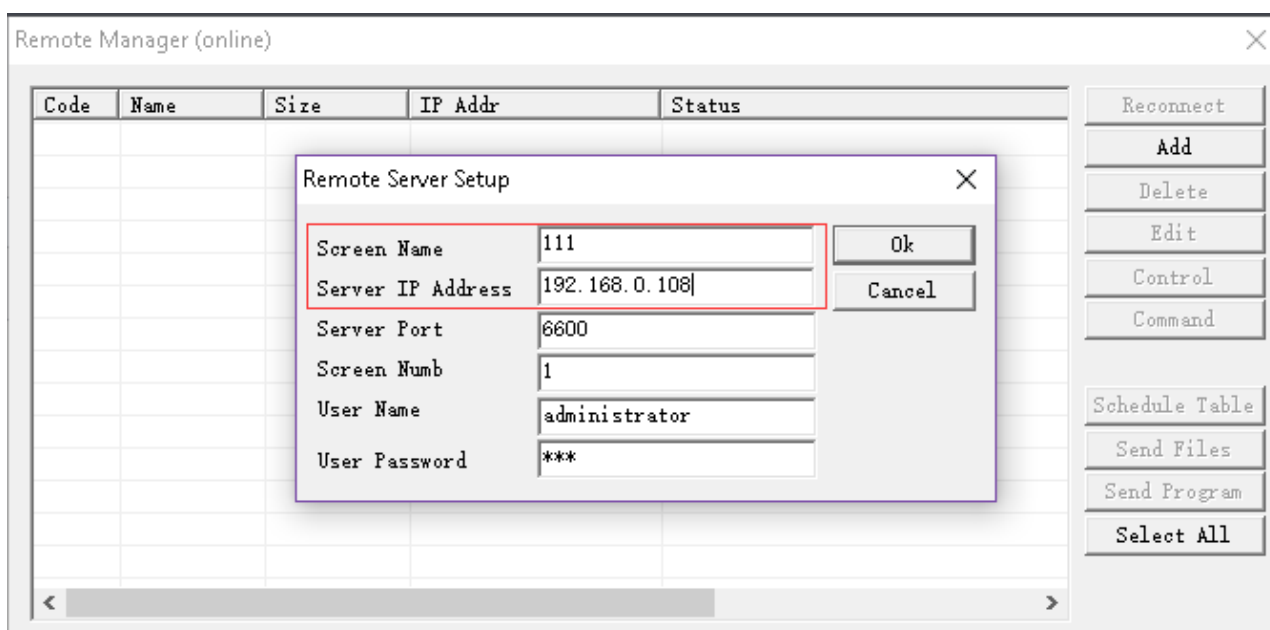 Remote Manager (online)
Code Name Size IP Addr Status
Reconnect
Add
Delete
Edit
Control
Command
Schedule Table
Send Files
Send Program
Select All
Remote Server Setup
Screen Name 111
Server IP Address 192.168.0.108
Server Port 6600
Screen Numb 1
User Name administrator
User Password ***
Ok
Cancel